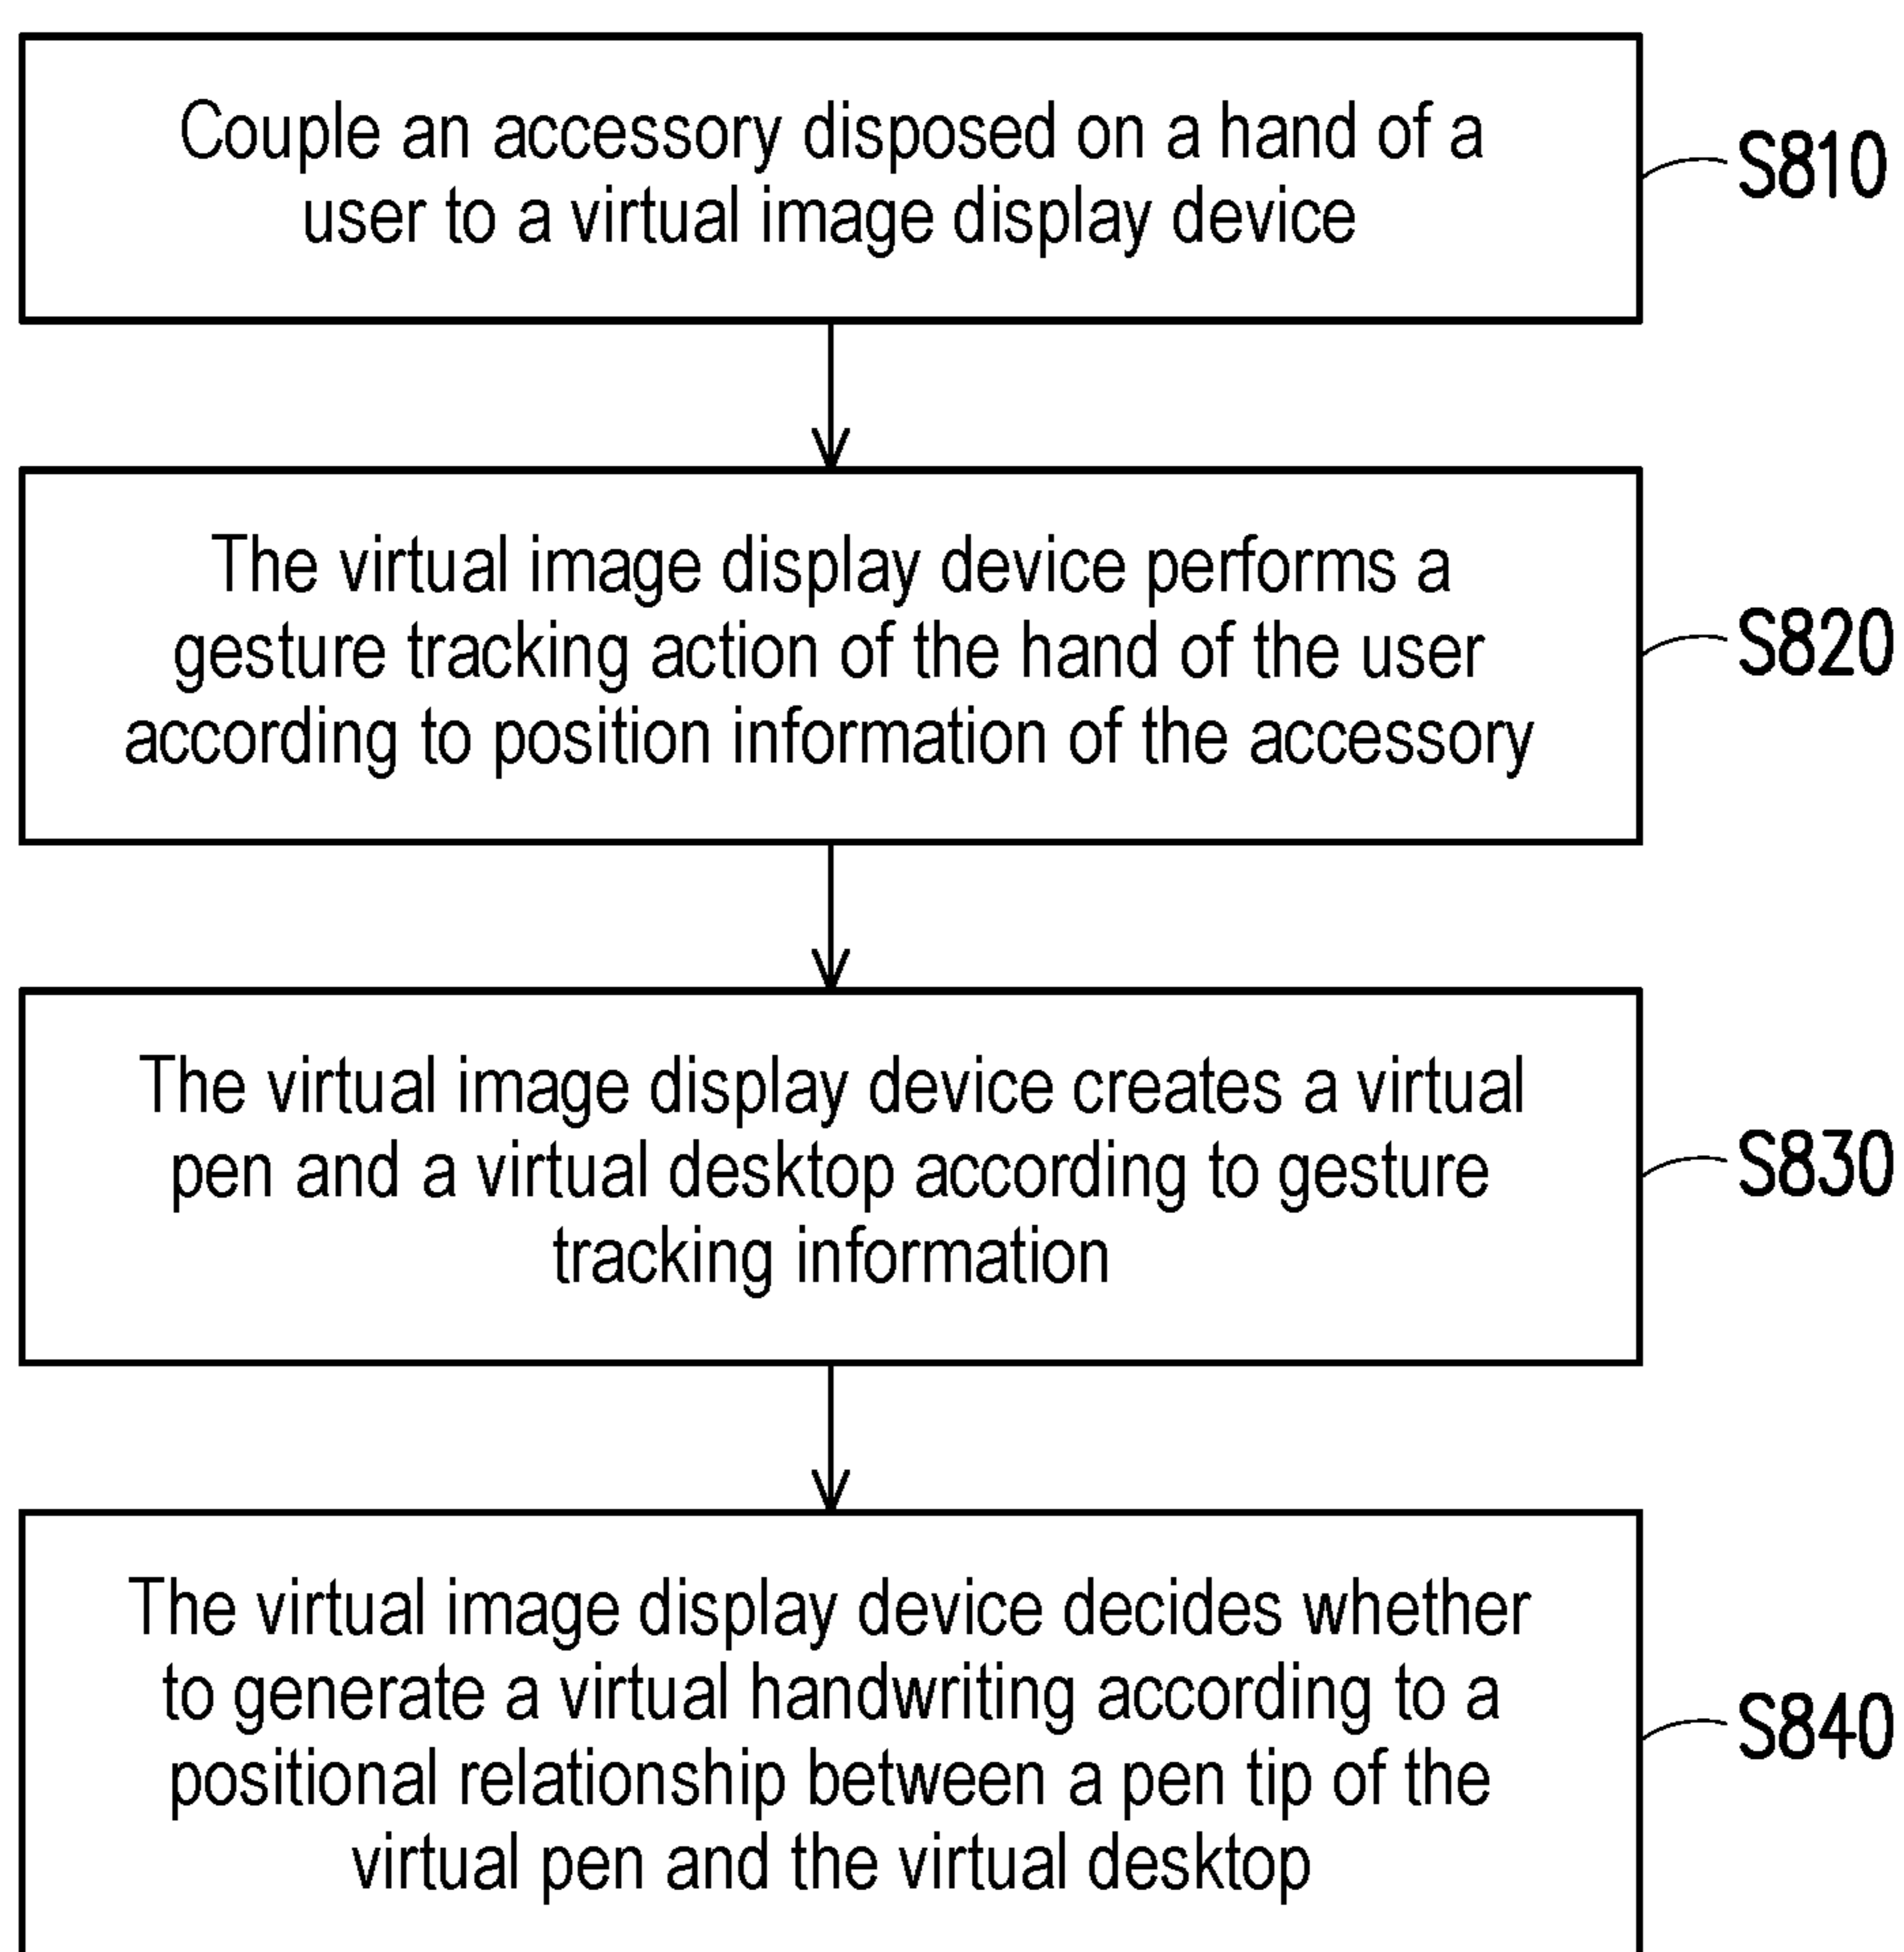 Couple an accessory disposed on a hand of a
user to a virtual image display device
S810
The virtual image display device performs a
gesture tracking action of the hand of the user
according to position information of the accessory
S820
The virtual image display device creates a virtual
pen and a virtual desktop according to gesture
tracking information
S830
The virtual image display device decides whether
to generate a virtual handwriting according to a
positional relationship between a pen tip of the
virtual pen and the virtual desktop
S840